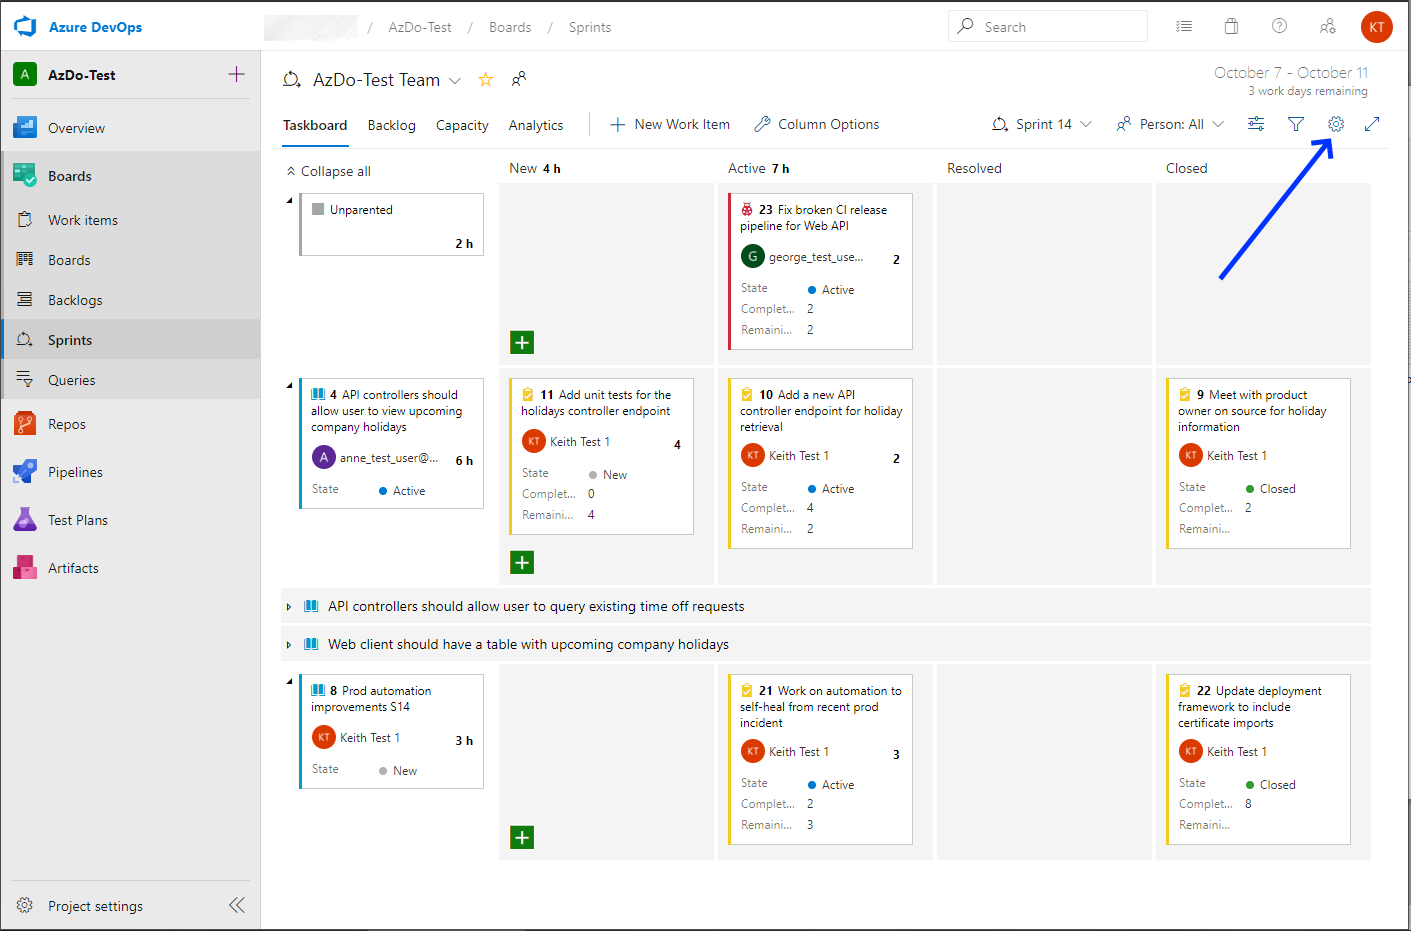 Azure DevOps
/ AzDo-Test / Boards / Sprints
Search
KT
A AzDo-Test
Overview
Boards
Work items
Boards
Backlogs
Sprints
Queries
Repos
Pipelines
Test Plans
Artifacts
Project settings
AzDo-Test Team
October 7 - October 11
3 work days remaining
Taskboard Backlog Capacity Analytics New Work Item Column Options Sprint 14 Person: All
Collapse all
New 4 h
Active 7 h
Resolved
Closed
Unparented
2 h
23 Fix broken CI release
pipeline for Web API
G george_test_use... 2
State Active
Complet... 2
Remaini... 2
4 API controllers should
allow user to view upcoming
company holidays
A anne_test_user@... 6 h
State Active
11 Add unit tests for the
holidays controller endpoint
KT Keith Test 1 4
State New
Complet... 0
Remaini... 4
10 Add a new API
controller endpoint for holiday
retrieval
KT Keith Test 1 2
State Active
Complet... 4
Remaini... 2
9 Meet with product
owner on source for holiday
information
KT Keith Test 1
State Closed
Complet... 2
Remaini...
API controllers should allow user to query existing time off requests
Web client should have a table with upcoming company holidays
8 Prod automation
improvements S14
KT Keith Test 1 3 h
State New
21 Work on automation to
self-heal from recent prod
incident
KT Keith Test 1 3
State Active
Complet... 2
Remaini... 3
22 Update deployment
framework to include
certificate imports
KT Keith Test 1
State Closed
Complet... 8
Remaini...